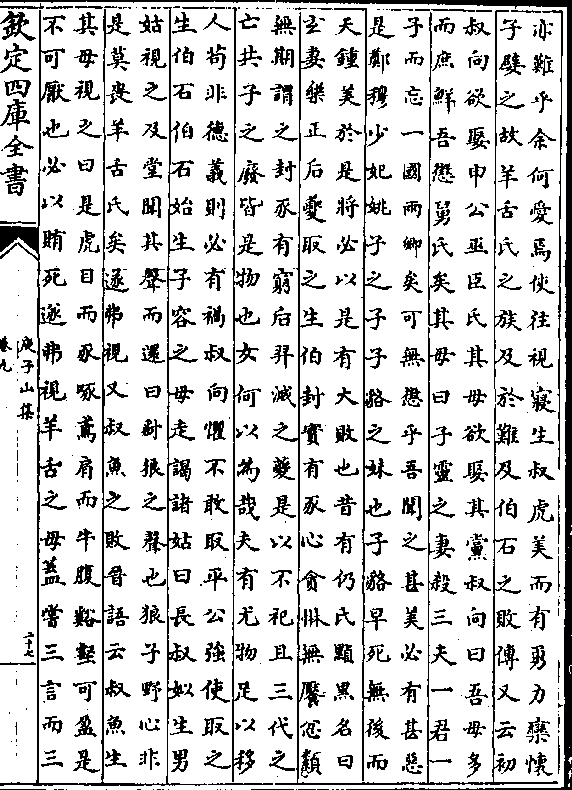 亦難乎余何愛焉使往視寢生叔虎美而有勇力欒懷
子嬖之故羊舌氏之族及於難及伯石之敗傳又云初
叔向欲娶申公巫臣氏其母欲娶其黨叔向曰吾母多
而庶鮮吾懲舅氏矣其母曰子靈之妻殺三夫一君一
子而忘一國兩卿矣可無懲乎吾聞之甚美必有甚惡
是鄭穆少妃姚子之子子貉之妹也子貉早死無後而
天鍾美於是將必以是有大敗也昔有仍氏黰黑名曰
𤣥妻樂正后䕫取之生伯封實有豕心貪惏無饜忿𩔖
無期謂之封豕有窮后羿滅之䕫是以不祀且三代之
亡共子之廢皆是物也女何以為哉夫有尤物足以移
人苟非德義則必有禍叔向懼不敢取平公強使取之
生伯石伯石始生子容之母走謁諸姑曰長叔姒生男
姑視之及堂聞其聲而還曰豺狼之聲也狼子野心非
是莫喪羊舌氏矣遂弗視又叔魚之敗晉語云叔魚生
其母視之曰是虎目而豕啄鳶肩而牛腹谿壑可盈是
不可厭也必以賄死遂弗視羊舌之母蓋嘗三言而三
欽定四庫全書
庾子山集
卷九
二十七